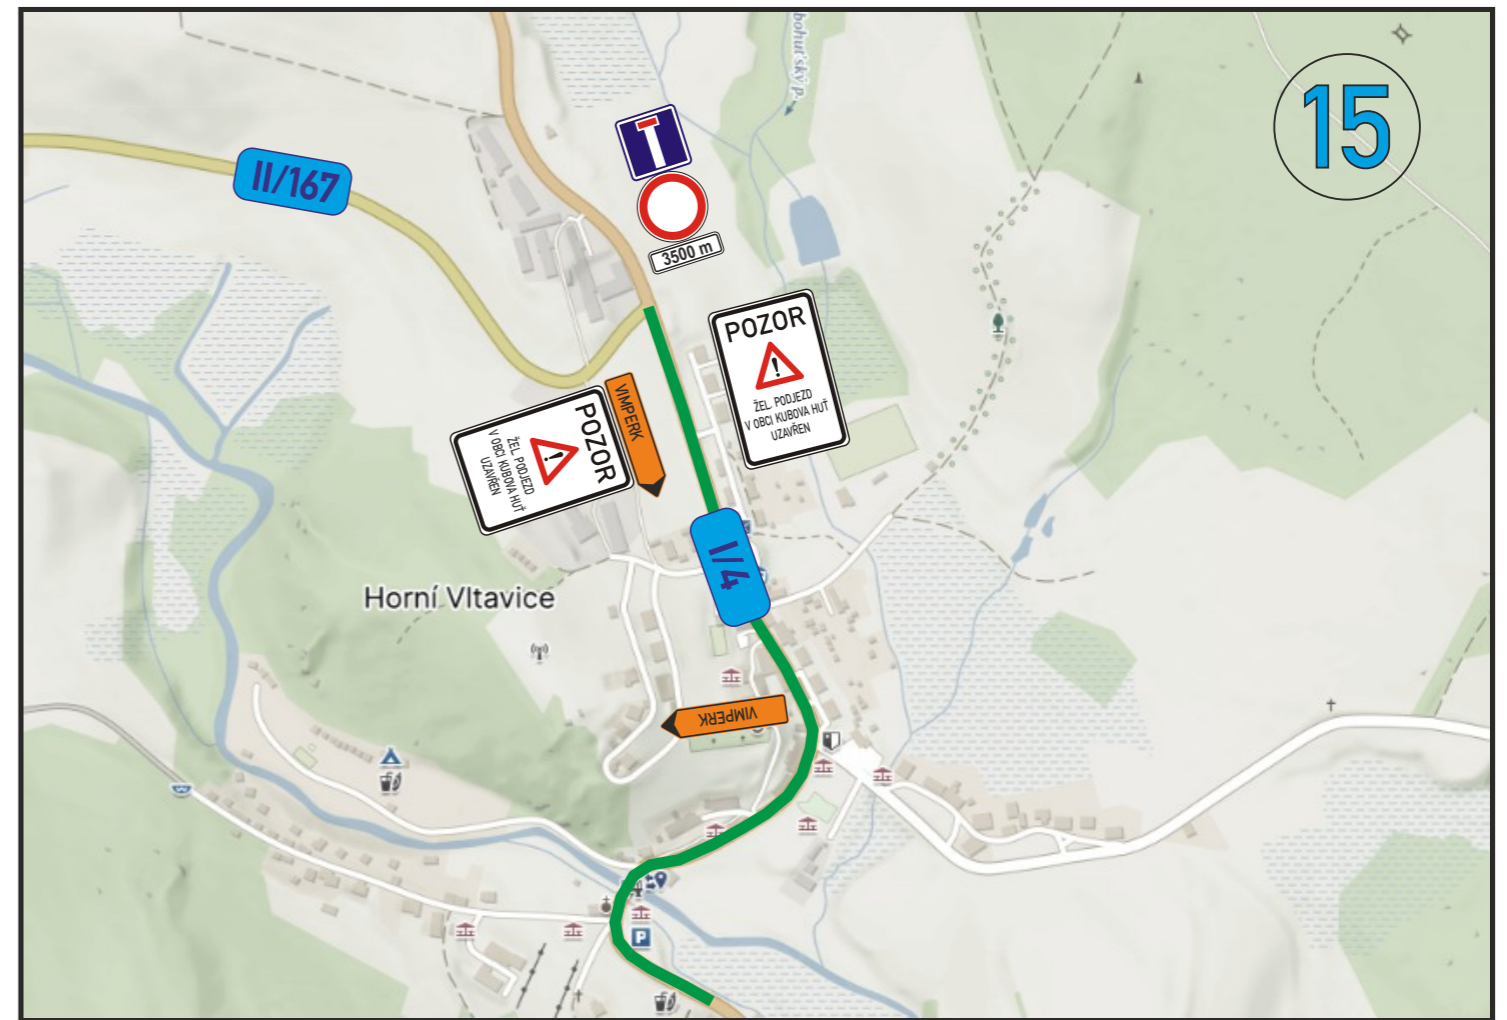 bohuťský p.
15
II/167
3500 m
POZOR
!
ŽEL. PODJEZD
V OBCI KUBOVA HUŤ
UZAVŘEN
VIMPERK
POZOR
!
ŽEL. PODJEZD
V OBCI KUBOVA HUŤ
UZAVŘEN
I/4
Horní Vltavice
VIMPERK
P